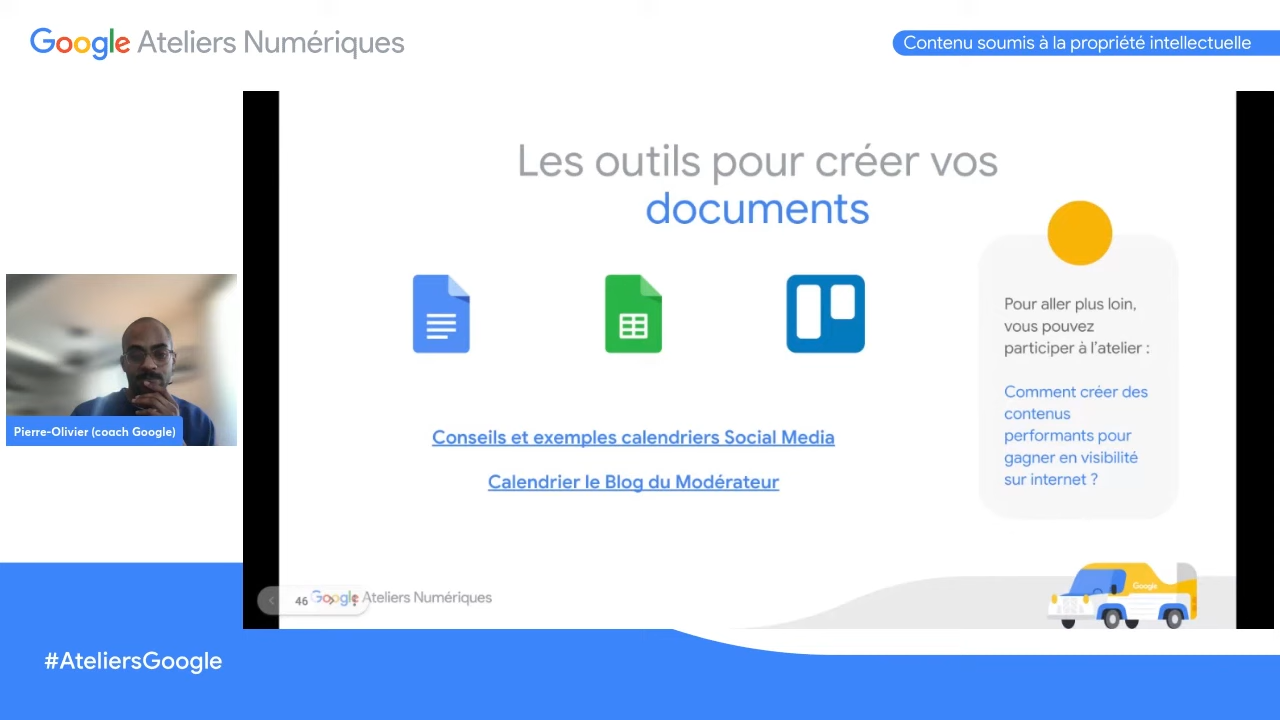 Google Ateliers Numériques
Contenu soumis à la propriété intellectuelle
Les outils pour créer vos
documents
Pour aller plus loin,
vous pouvez
participer à l'atelier :
Comment créer des
contenus
performants pour
gagner en visibilité
sur internet ?
Conseils et exemples calendriers Social Media
Calendrier le Blog du Modérateur
Pierre-Olivier (coach Google)
Google
46
Google Ateliers Numériques
#AteliersGoogle